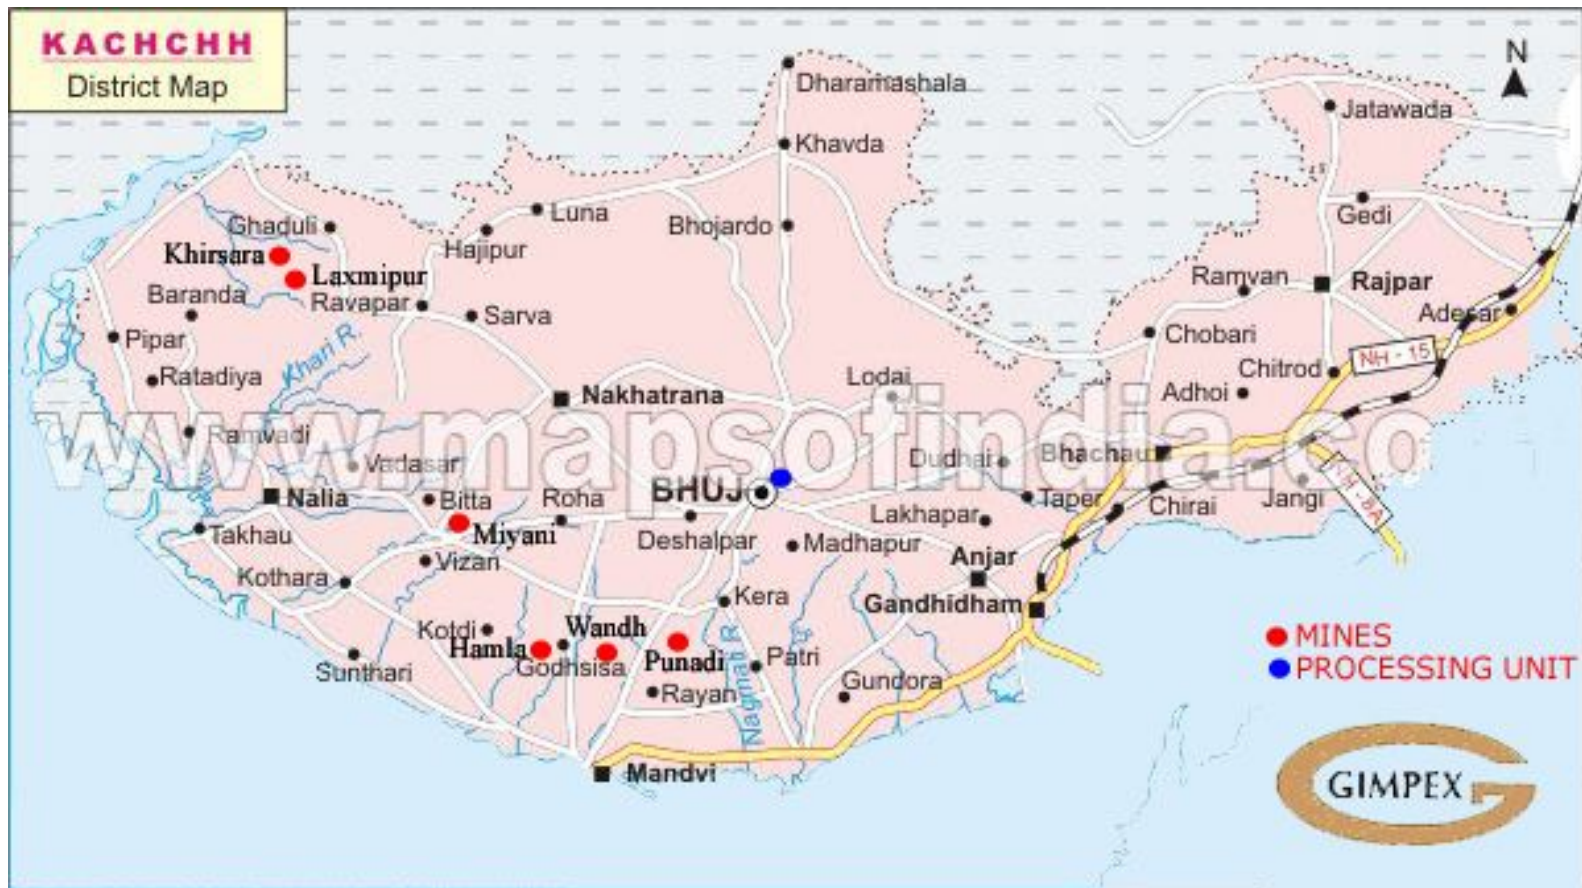 KACHCHH
District Map
N
Dharamashala
Jatawada
Khavda
Luna
Gedi
Ghaduli
Bhojardo
Hajipur
Khirsara
Laxmipur
Ramvan
Rajpar
Baranda
Ravapar
Sarva
Adesar
Pipar
Chobari
Khari R.
NH - 15
Ratadiya
Chitrod
Lodai
Nakhatrana
Adhoi
www.mapsofindia.co
Ramvadi
Vadasar
Dudhai
Bhachau
BHUJ
Nalia
Bitta
Roha
Taper
Jangi
NH - 8A
Chirai
Takhau
Miyani
Lakhapar
Deshalpar
Madhapur
Vizan
Anjar
Kothara
Kera
Gandhidham
Kotdi
Wandh
Hamla
MINES
Godhsisa
Punadi
Patri
Sunthari
PROCESSING UNIT
Nagmati R.
Rayan
Gundora
Mandvi
GIMPEX